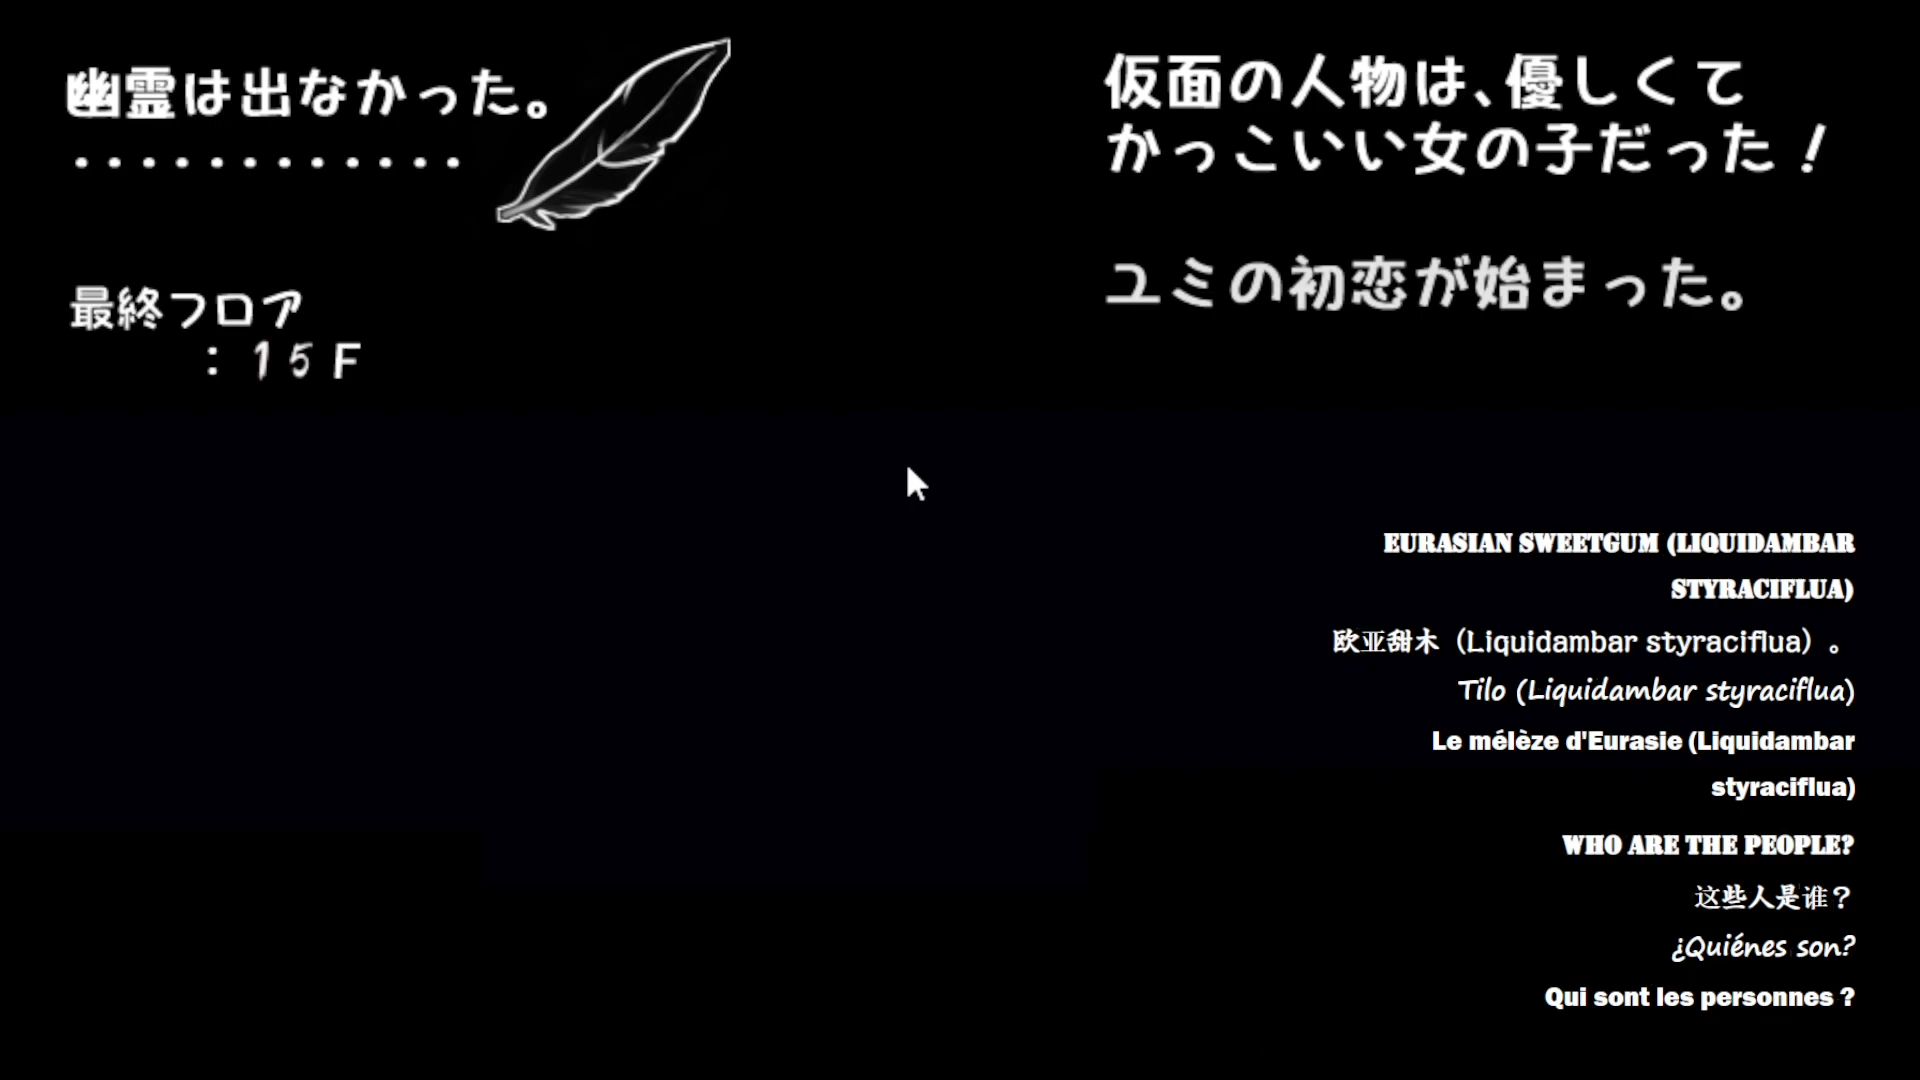 幽霊は出なかった。
・・・・・・・・・・・・
最終フロア
：１５Ｆ
仮面の人物は、優しくて
かっこいい女の子だった！
ユミの初恋が始まった。
EURASIAN SWEETGUM (LIQUIDAMBAR
STYRACIFLUA)
欧亚甜木（Liquidambar styraciflua）。
Tilo (Liquidambar styraciflua)
Le mélèze d'Eurasie (Liquidambar
styraciflua)
WHO ARE THE PEOPLE?
这些人是谁？
¿Quiénes son?
Qui sont les personnes ?